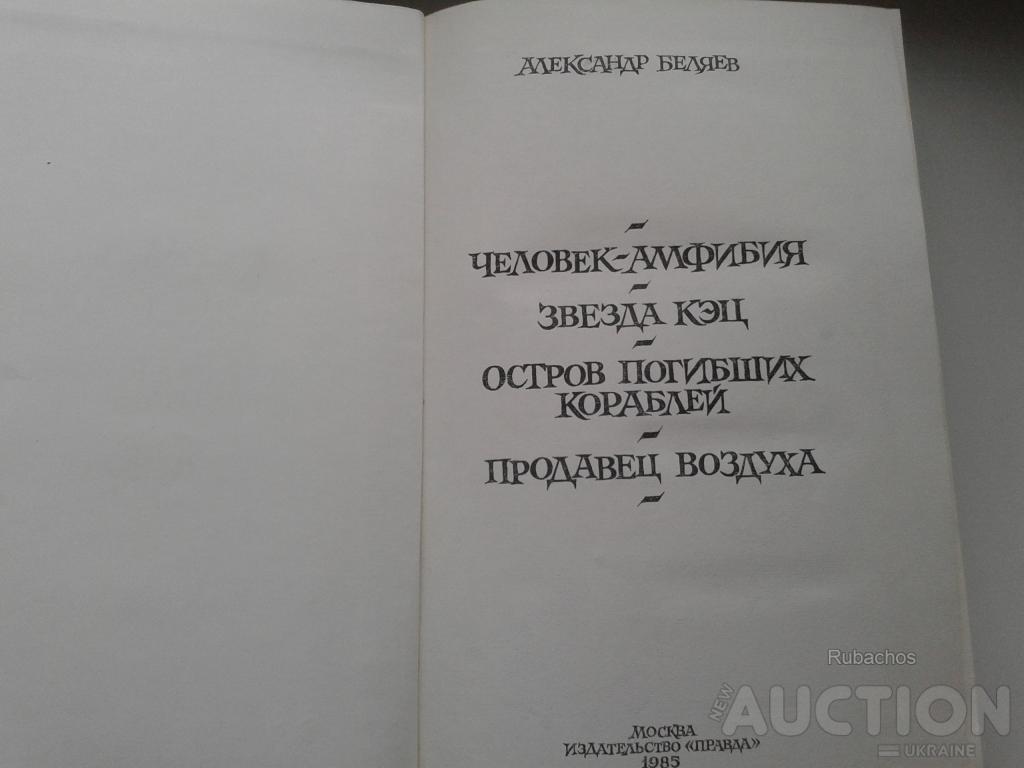 АЛЕКСАНДР БЕЛЯЕВ
ЧЕЛОВЕК-АМФИБИЯ
ЗВЕЗДА КЭЦ
ОСТРОВ ПОГИБШИХ
КОРАБЛЕЙ
ПРОДАВЕЦ ВОЗДУХА
МОСКВА
ИЗДАТЕЛЬСТВО «ПРАВДА»
1985
Rubachos
NEW AUCTION
UKRAINE